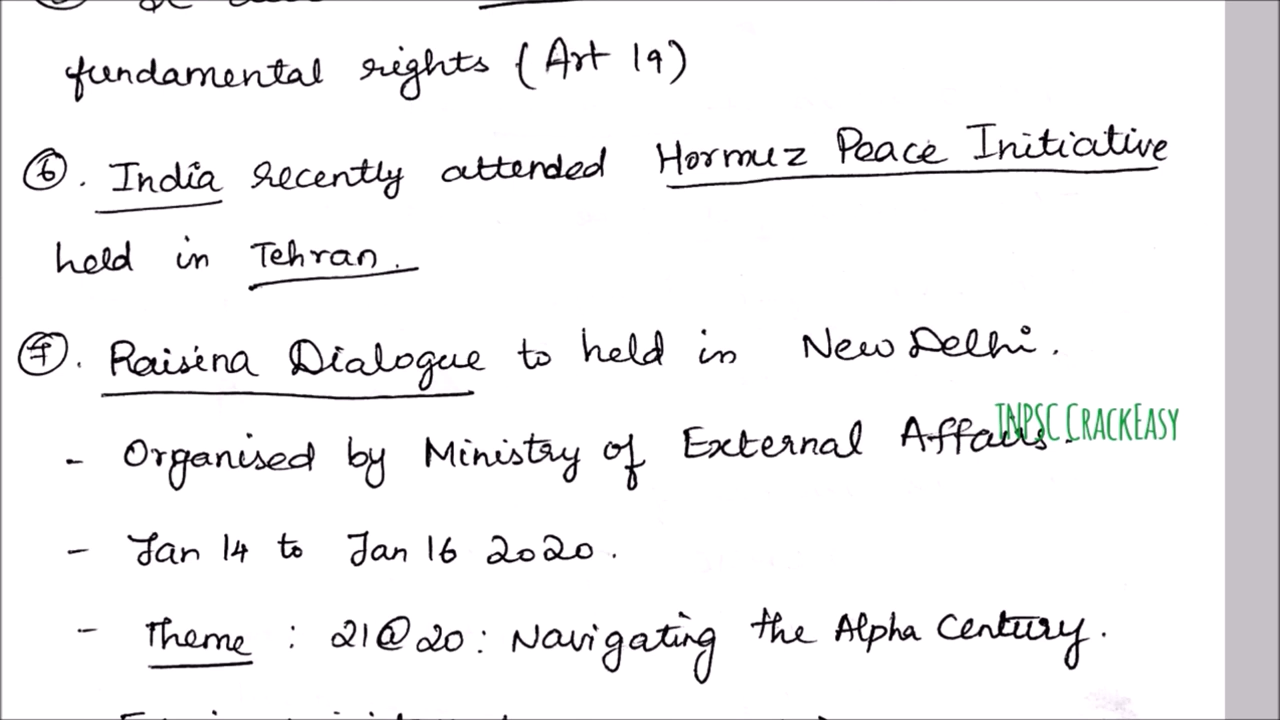 fundamental rights (Art 19)
⑥. India recently attended Hormuz Peace Initiative
held in Tehran.
⑦. Raisina Dialogue to held in New Delhi.
- Organised by Ministry of External Affairs.
TNPSC CRACKEASY
- Jan 14 to Jan 16 2020.
- Theme : 21@20 : Navigating the Alpha Century.